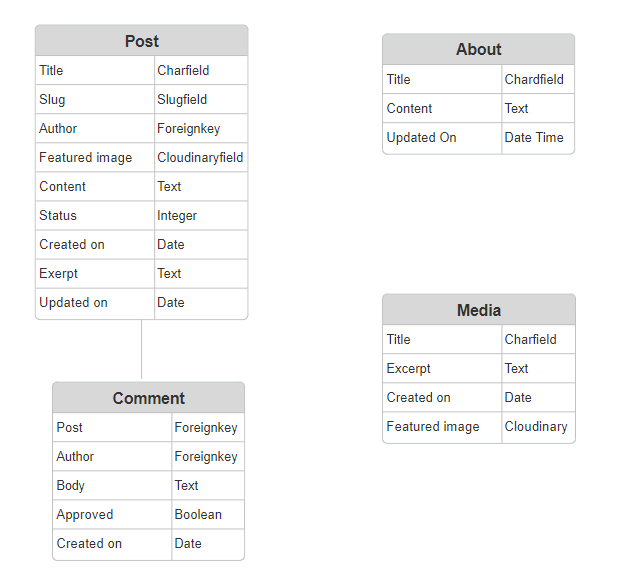 Post
Title Charfield
Slug Slugfield
Author Foreignkey
Featured image Cloudinaryfield
Content Text
Status Integer
Created on Date
Exerpt Text
Updated on Date
Comment
Post Foreignkey
Author Foreignkey
Body Text
Approved Boolean
Created on Date
About
Title Chardfield
Content Text
Updated On Date Time
Media
Title Charfield
Excerpt Text
Created on Date
Featured image Cloudinary